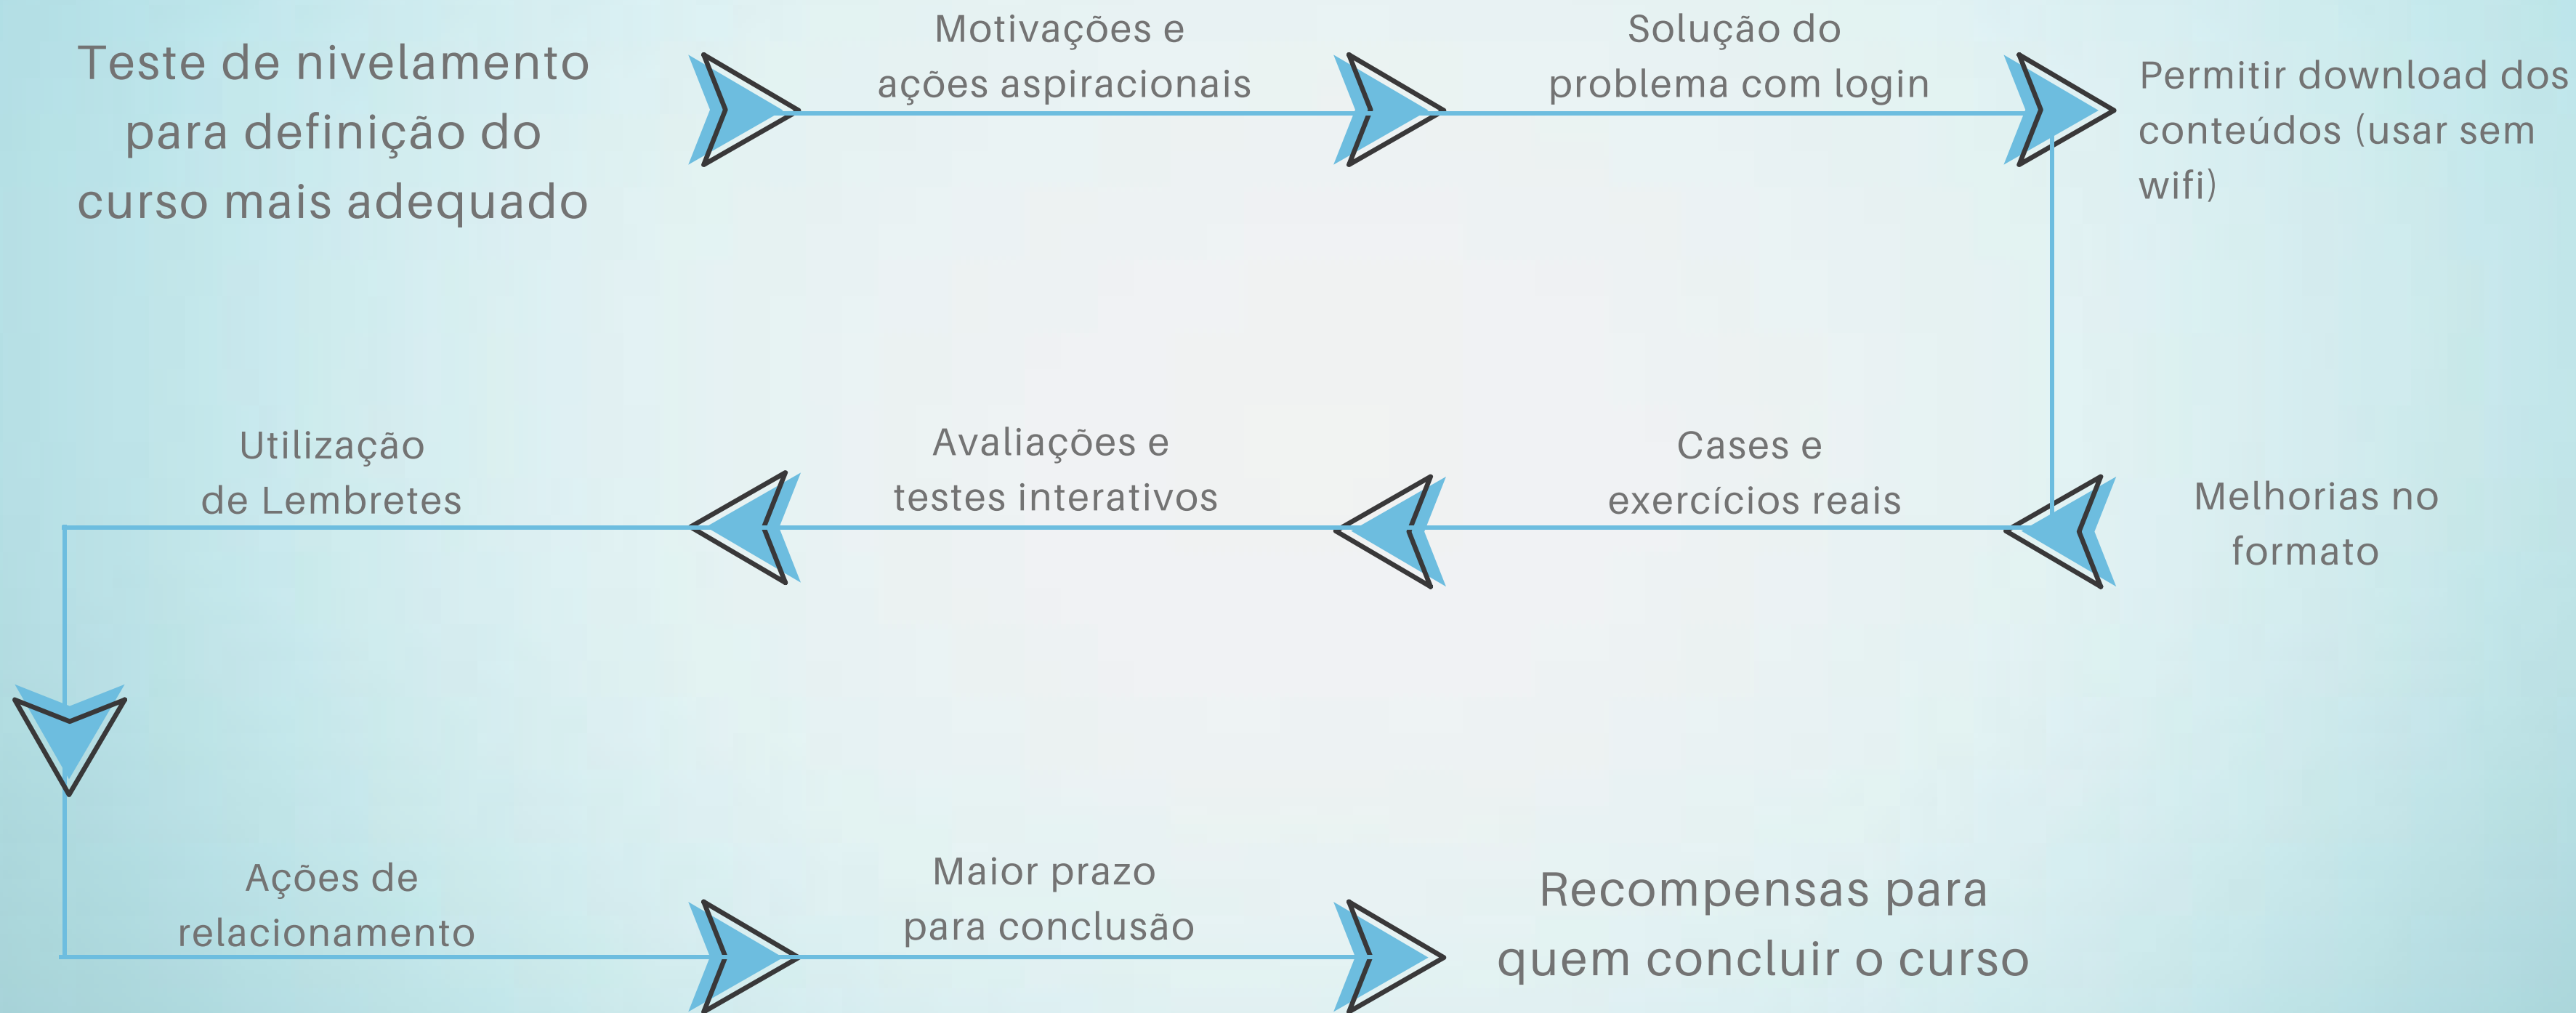 Teste de nivelamento
para definição do
curso mais adequado
Motivações e
ações aspiracionais
Solução do
problema com login
Permitir download dos
conteúdos (usar sem
wifi)
Melhorias no
formato
Cases e
exercícios reais
Avaliações e
testes interativos
Utilização
de Lembretes
Ações de
relacionamento
Maior prazo
para conclusão
Recompensas para
quem concluir o curso